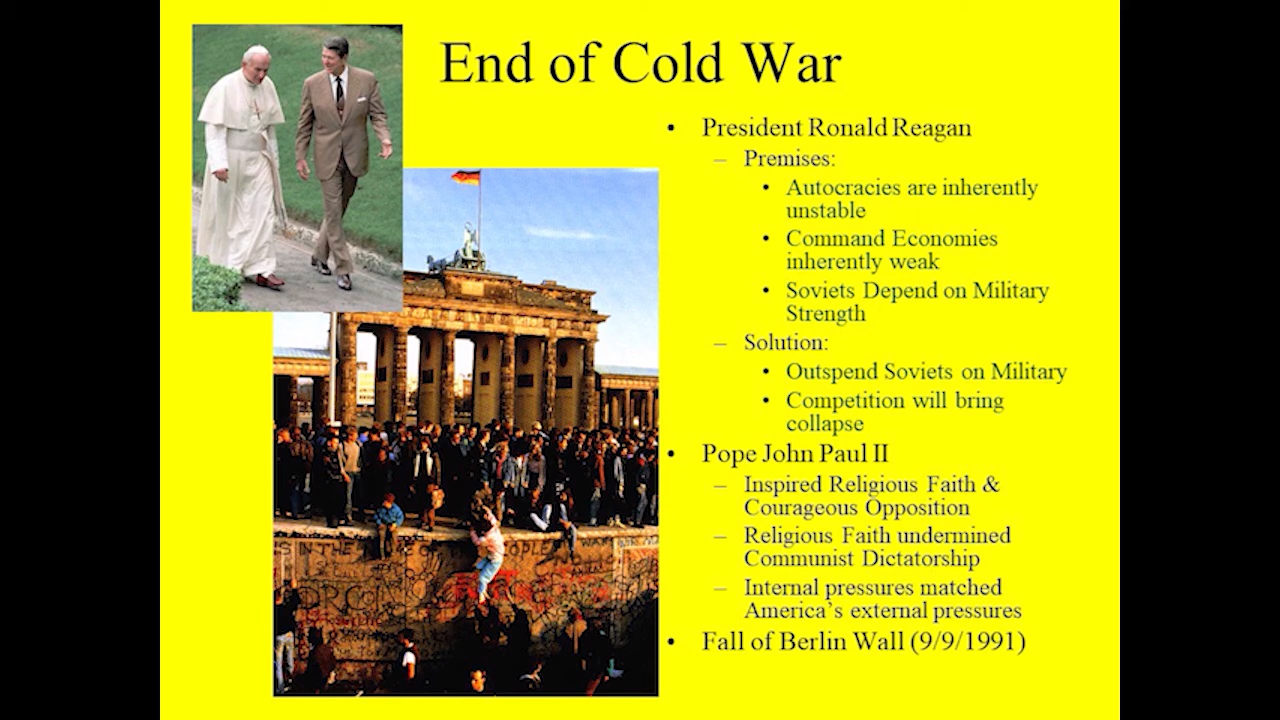 End of Cold War
• President Ronald Reagan
– Premises:
• Autocracies are inherently
unstable
• Command Economies
inherently weak
• Soviets Depend on Military
Strength
– Solution:
• Outspend Soviets on Military
• Competition will bring
collapse
• Pope John Paul II
– Inspired Religious Faith &
Courageous Opposition
– Religious Faith undermined
Communist Dictatorship
– Internal pressures matched
America's external pressures
• Fall of Berlin Wall (9/9/1991)
IN THE OF